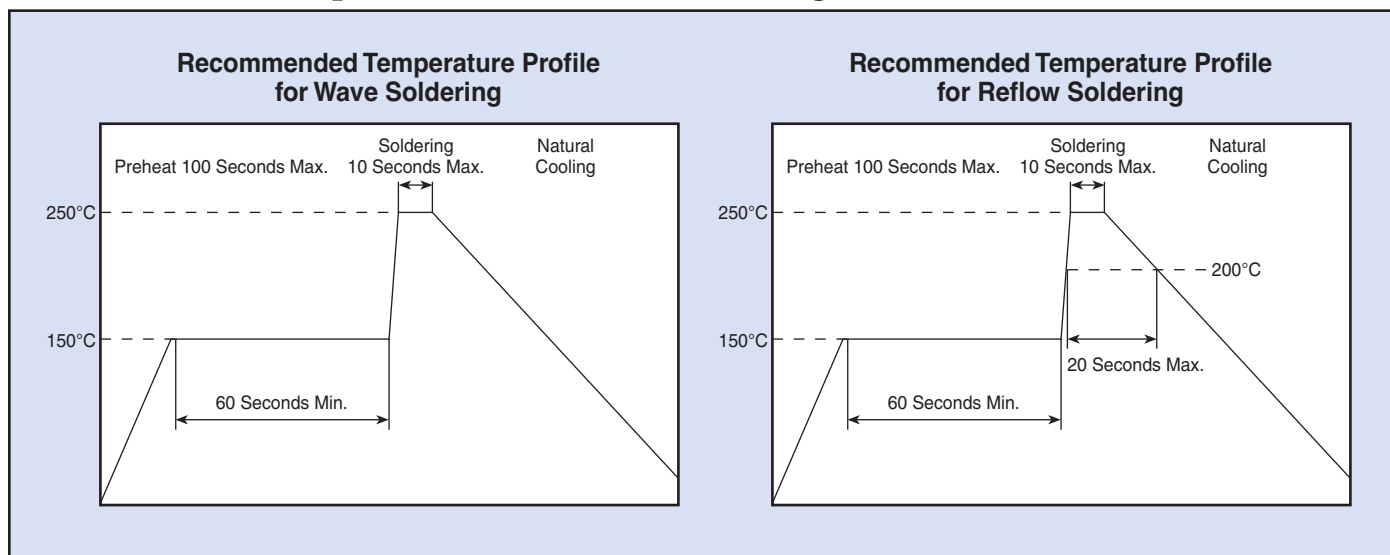 Recommended Temperature Profile
for Wave Soldering
Preheat 100 Seconds Max.
Soldering
10 Seconds Max.
Natural
Cooling
250°C
150°C
60 Seconds Min.
Recommended Temperature Profile
for Reflow Soldering
Preheat 100 Seconds Max.
Soldering
10 Seconds Max.
Natural
Cooling
250°C
200°C
150°C
20 Seconds Max.
60 Seconds Min.